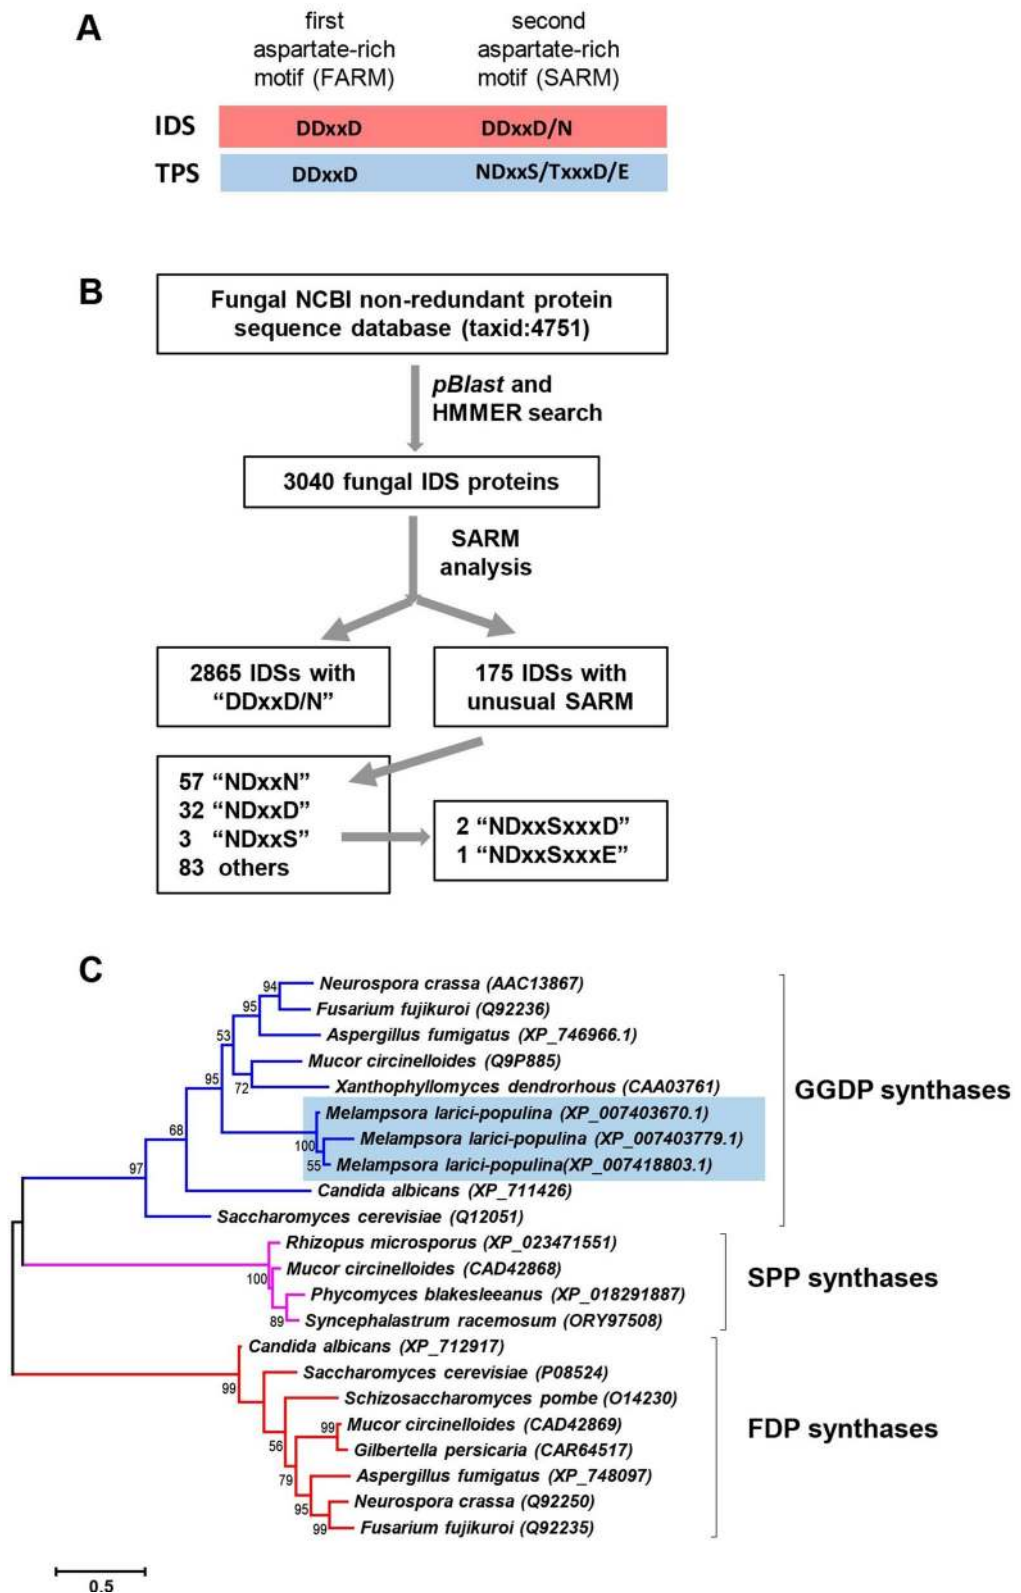 A
first
aspartate-rich
motif (FARM)
second
aspartate-rich
motif (SARM)
IDS
DDxxD
DDxxD/N
TPS
DDxxD
NDxxS/TxxxD/E
B
Fungal NCBI non-redundant protein
sequence database (taxid:4751)
pBlast and
HMMER search
3040 fungal IDS proteins
SARM
analysis
2865 IDSs with
“DDxxD/N”
175 IDSs with
unusual SARM
57 “NDxxN”
32 “NDxxD”
3 “NDxxS”
83 others
2 “NDxxSxxxD”
1 “NDxxSxxxE”
C
94
Neurospora crassa (AAC13867)
95
Fusarium fujikuroi (Q92236)
53
Aspergillus fumigatus (XP_746966.1)
Mucor circinelloides (Q9P885)
95
72
Xanthophyllomyces dendrorhous (CAA03761)
GGDP synthases
Melampsora larici-populina (XP_007403670.1)
68
100
Melampsora larici-populina (XP_007403779.1)
97
55
Melampsora larici-populina(XP_007418803.1)
Candida albicans (XP_711426)
Saccharomyces cerevisiae (Q12051)
Rhizopus microsporus (XP_023471551)
100
Mucor circinelloides (CAD42868)
SPP synthases
Phycomyces blakesleeanus (XP_018291887)
89
Syncephalastrum racemosum (ORY97508)
Candida albicans (XP_712917)
99
Saccharomyces cerevisiae (P08524)
Schizosaccharomyces pombe (O14230)
99
Mucor circinelloides (CAD42869)
FDP synthases
56
Gilbertella persicaria (CAR64517)
79
Aspergillus fumigatus (XP_748097)
95
Neurospora crassa (Q92250)
99
Fusarium fujikuroi (Q92235)
0.5